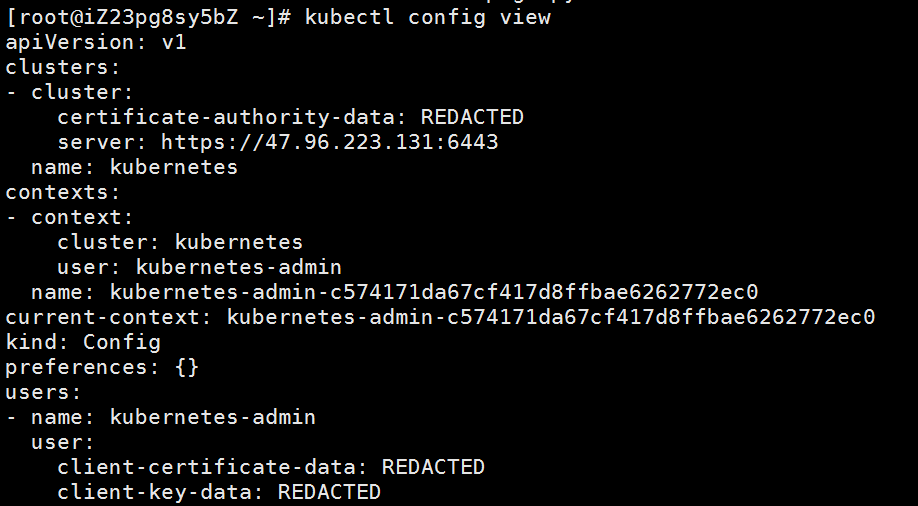 [root@iZ23pg8sy5bZ ~]# kubectl config view
apiVersion: v1
clusters:
- cluster:
    certificate-authority-data: REDACTED
    server: https://47.96.223.131:6443
  name: kubernetes
contexts:
- context:
    cluster: kubernetes
    user: kubernetes-admin
  name: kubernetes-admin-c574171da67cf417d8ffbae6262772ec0
current-context: kubernetes-admin-c574171da67cf417d8ffbae6262772ec0
kind: Config
preferences: {}
users:
- name: kubernetes-admin
  user:
    client-certificate-data: REDACTED
    client-key-data: REDACTED